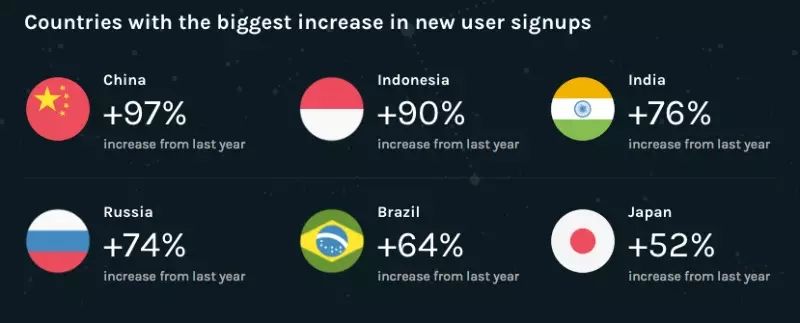 Countries with the biggest increase in new user signups
China
+97%
increase from last year
Indonesia
+90%
increase from last year
India
+76%
increase from last year
Russia
+74%
increase from last year
Brazil
+64%
increase from last year
Japan
+52%
increase from last year